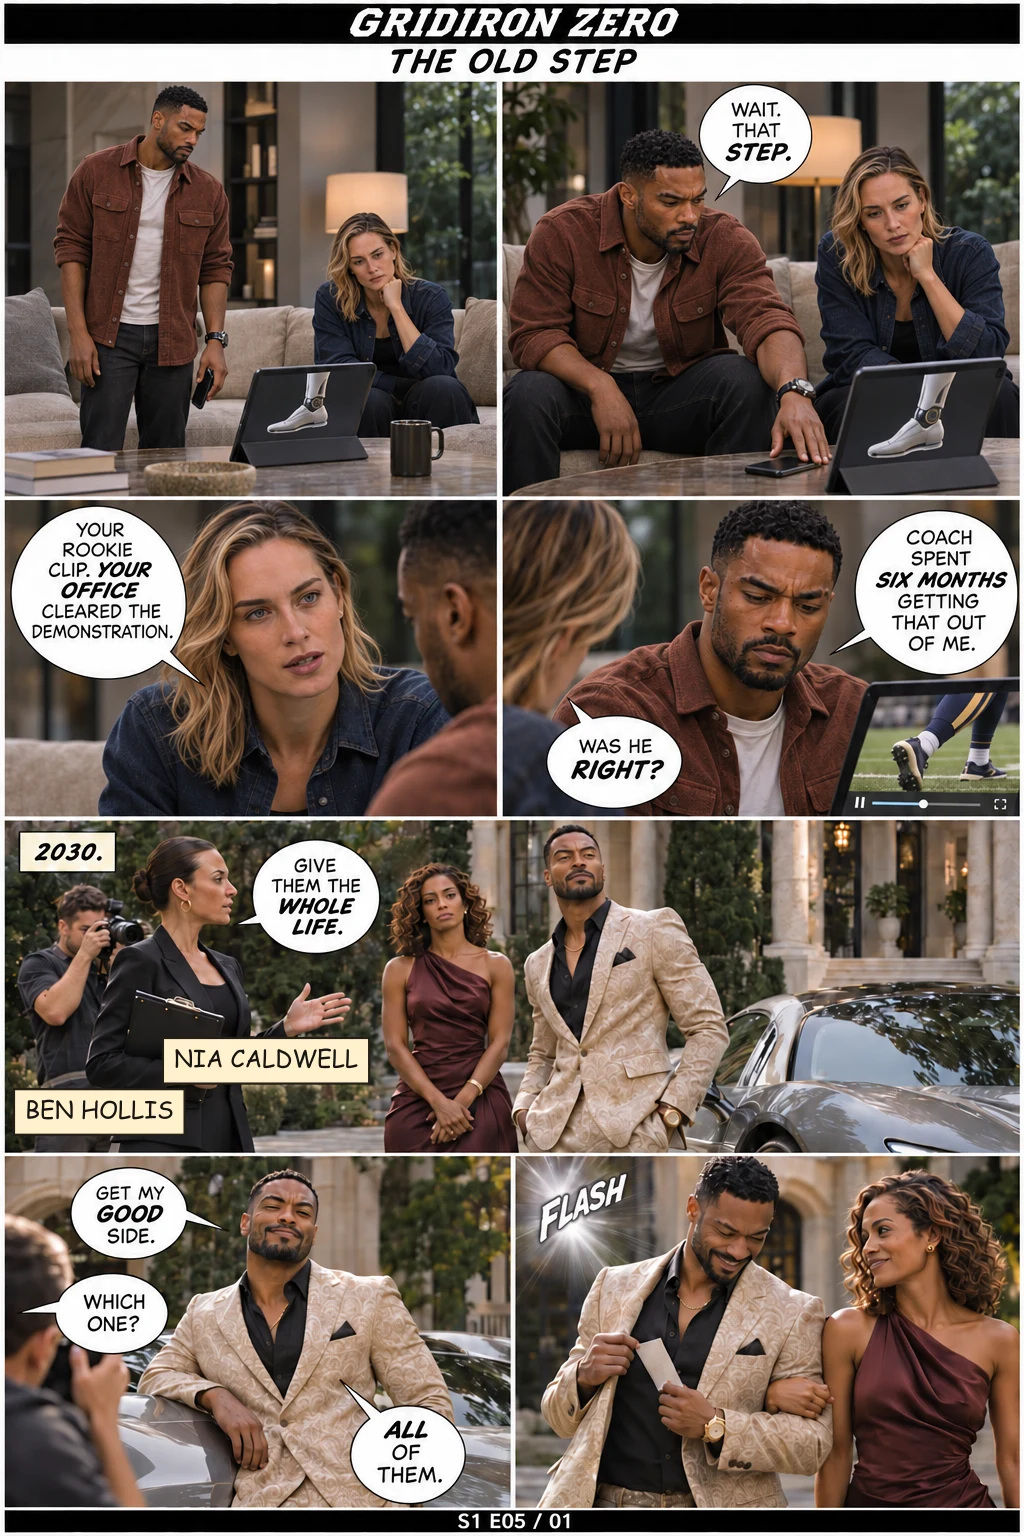 GRIDIRON ZERO
THE OLD STEP
WAIT.
THAT
STEP.
YOUR
ROOKIE
CLIP. YOUR
OFFICE
CLEARED THE
DEMONSTRATION.
COACH
SPENT
SIX MONTHS
GETTING
THAT OUT
OF ME.
WAS HE
RIGHT?
2030.
GIVE
THEM THE
WHOLE
LIFE.
NIA CALDWELL
BEN HOLLIS
GET MY
GOOD
SIDE.
WHICH
ONE?
ALL
OF
THEM.
FLASH
S1 E05 / 01